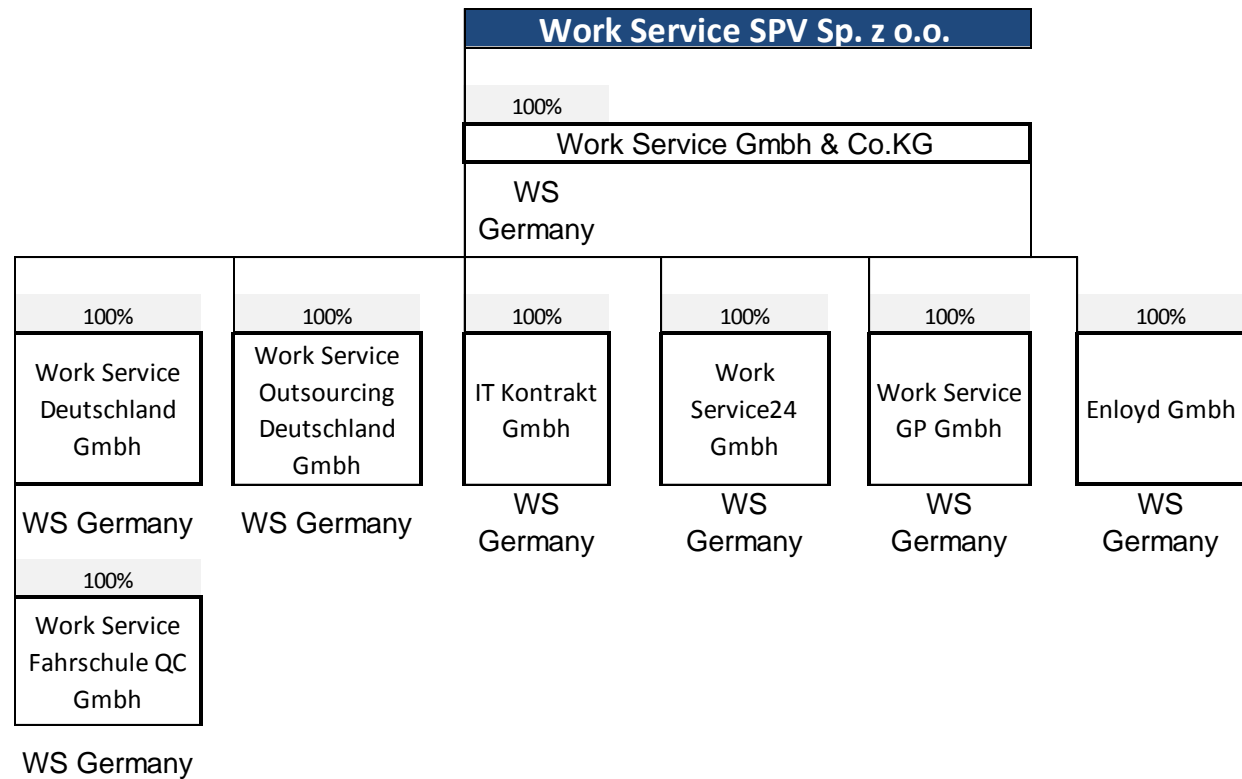 Work Service SPV Sp. z o.o.
100%
Work Service Gmbh & Co.KG
WS
Germany
100%
Work Service
Deutschland
Gmbh
WS Germany
100%
Work Service
Outsourcing
Deutschland
Gmbh
WS Germany
100%
IT Kontrakt
Gmbh
WS
Germany
100%
Work
Service24
Gmbh
WS
Germany
100%
Work Service
GP Gmbh
WS
Germany
100%
Enloyd Gmbh
WS
Germany
100%
Work Service
Fahrschule QC
Gmbh
WS Germany